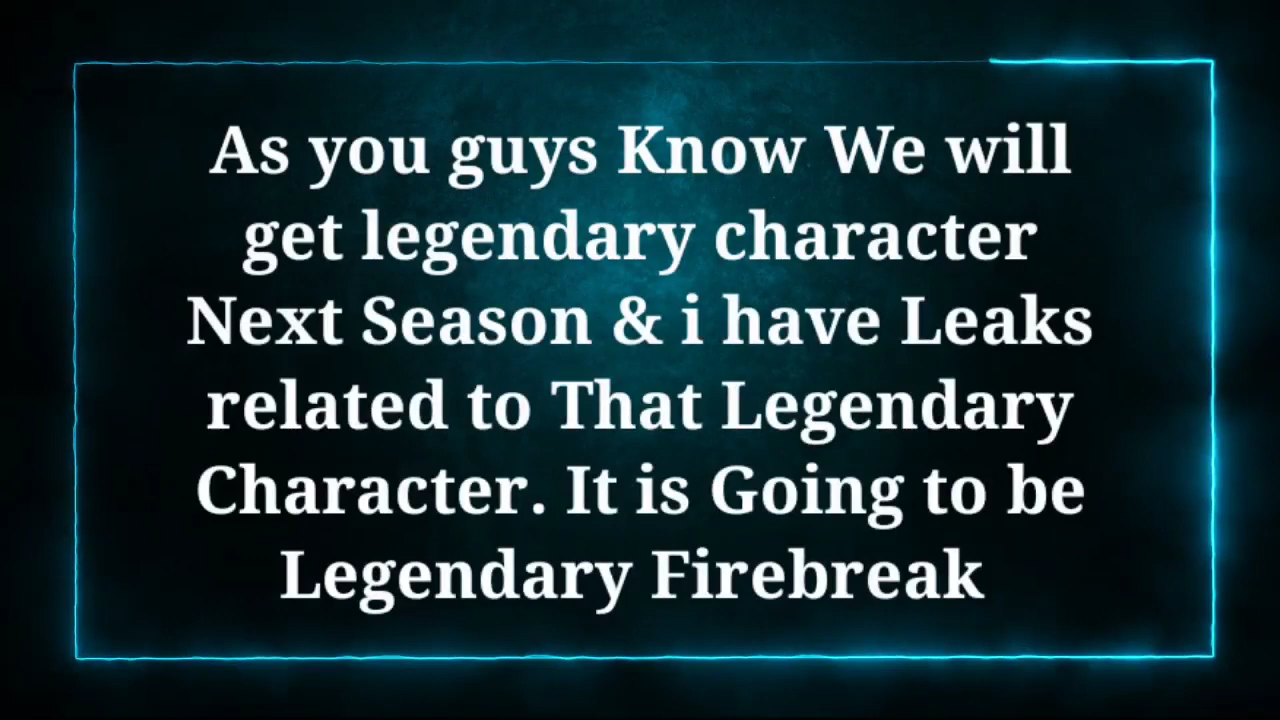 As you guys Know We will
get legendary character
Next Season & i have Leaks
related to That Legendary
Character. It is Going to be
Legendary Firebreak